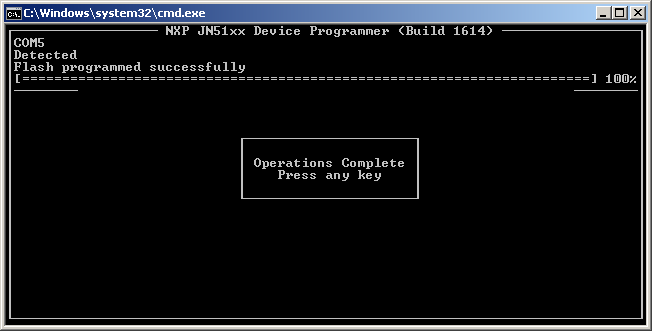 C:\Windows\system32\cmd.exe
NXP JN51xx Device Programmer (Build 1614)
COM5
Detected
Flash programmed successfully
[=======================================================================] 100%
Operations Complete
Press any key